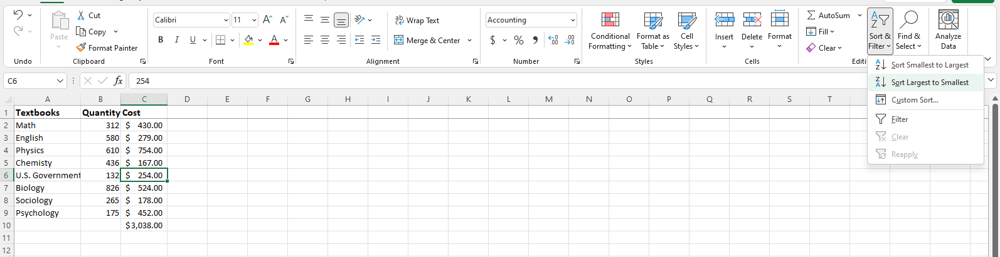 Cut
Calibri
11
A^ A˅
Wrap Text
Accounting
AutoSum
Copy
Paste
Format Painter
B I U A
Merge & Center
$ % , .00
Conditional Formatting
Format as Table
Cell Styles
Insert
Delete
Format
Fill
Clear
Sort & Filter
Find & Select
Analyze Data
Undo
Clipboard
Font
Alignment
Number
Styles
Cells
Editi
Sort Smallest to Largest
Sort Largest to Smallest
Custom Sort...
Filter
Clear
Reapply
C6
fx
254
A B C D E F G H I J K L M N O P Q R S T
1 Textbooks Quantity Cost
2 Math 312 $ 430.00
3 English 580 $ 279.00
4 Physics 610 $ 754.00
5 Chemisty 436 $ 167.00
6 U.S. Government 132 $ 254.00
7 Biology 826 $ 524.00
8 Sociology 265 $ 178.00
9 Psychology 175 $ 452.00
10 $3,038.00
11
12